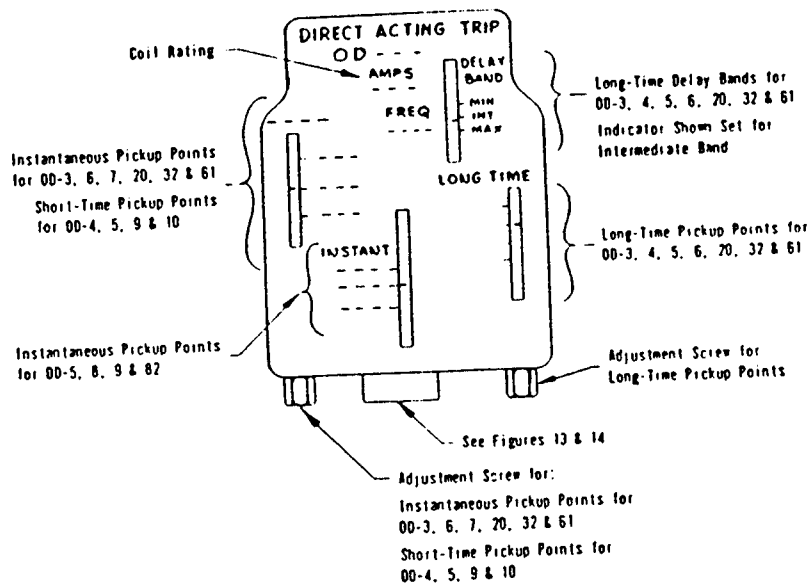 DIRECT ACTING TRIP
OD
Coil Rating
AMPS
DELAY
BAND
FREQ
MIN
INT
MAX
Long-Time Delay Bands for
OD-3, 4, 5, 6, 20, 32 & 61
Indicator Shown Set for
Intermediate Band
Instantaneous Pickup Points
for OD-3, 6, 7, 20, 32 & 61
Short-Time Pickup Points
for OD-4, 5, 9 & 10
LONG TIME
Long-Time Pickup Points for
OD-3, 4, 5, 6, 20, 32 & 61
INSTANT
Instantaneous Pickup Points
for OD-5, 8, 9 & 82
Adjustment Screw for
Long-Time Pickup Points
See Figures 13 & 14
Adjustment Screw for:
Instantaneous Pickup Points for
OD-3, 6, 7, 20, 32 & 61
Short-Time Pickup Points for
OD-4, 5, 9 & 10